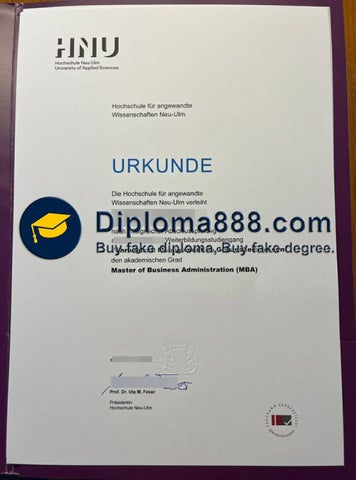 HNU
Hochschule Neu-Ulm
University of Applied Sciences
Hochschule für angewandte
Wissenschaften Neu-Ulm
URKUNDE
Die Hochschule für angewandte
Wissenschaften Neu-Ulm verleiht
Diploma888.com
nach
Weiterbildungsstudiengang
Buy fake diploma, Buy fake degree.
den akademischen Grad
Master of Business Administration (MBA)
Prof. Dr. Uta M. Feser
Präsidentin
Hochschule Neu-Ulm